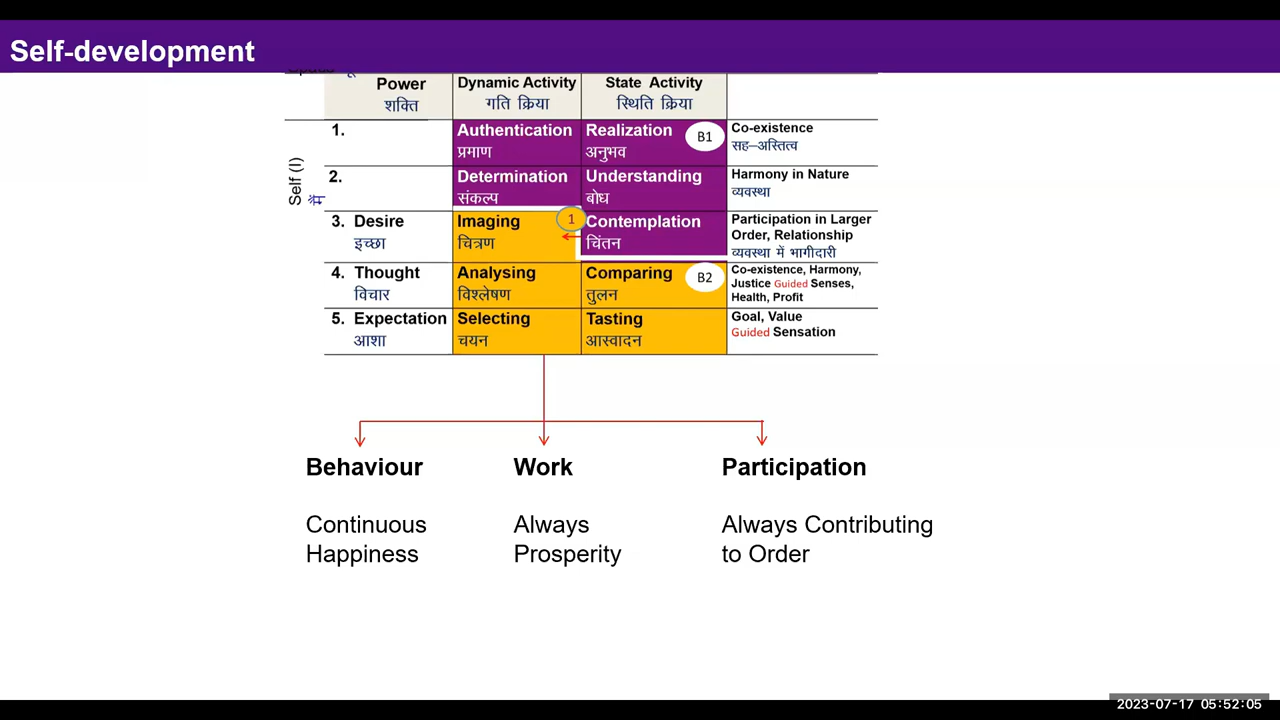 Self-development
Power Dynamic Activity State Activity
शक्ति गति क्रिया स्थिति क्रिया
Self (I)
में
1. Authentication Realization B1 Co-existence
प्रमाण अनुभव सह–अस्तित्व
2. Determination Understanding Harmony in Nature
संकल्प बोध व्यवस्था
3. Desire Imaging 1 Contemplation Participation in Larger
Order, Relationship
इच्छा चित्रण चिंतन व्यवस्था में भागीदारी
4. Thought Analysing Comparing B2 Co-existence, Harmony,
Justice Guided Senses,
विचार विश्लेषण तुलन Health, Profit
5. Expectation Selecting Tasting Goal, Value
आशा चयन आस्वादन Guided Sensation
Behaviour Work Participation
Continuous Always Always Contributing
Happiness Prosperity to Order
2023-07-17 05:52:05